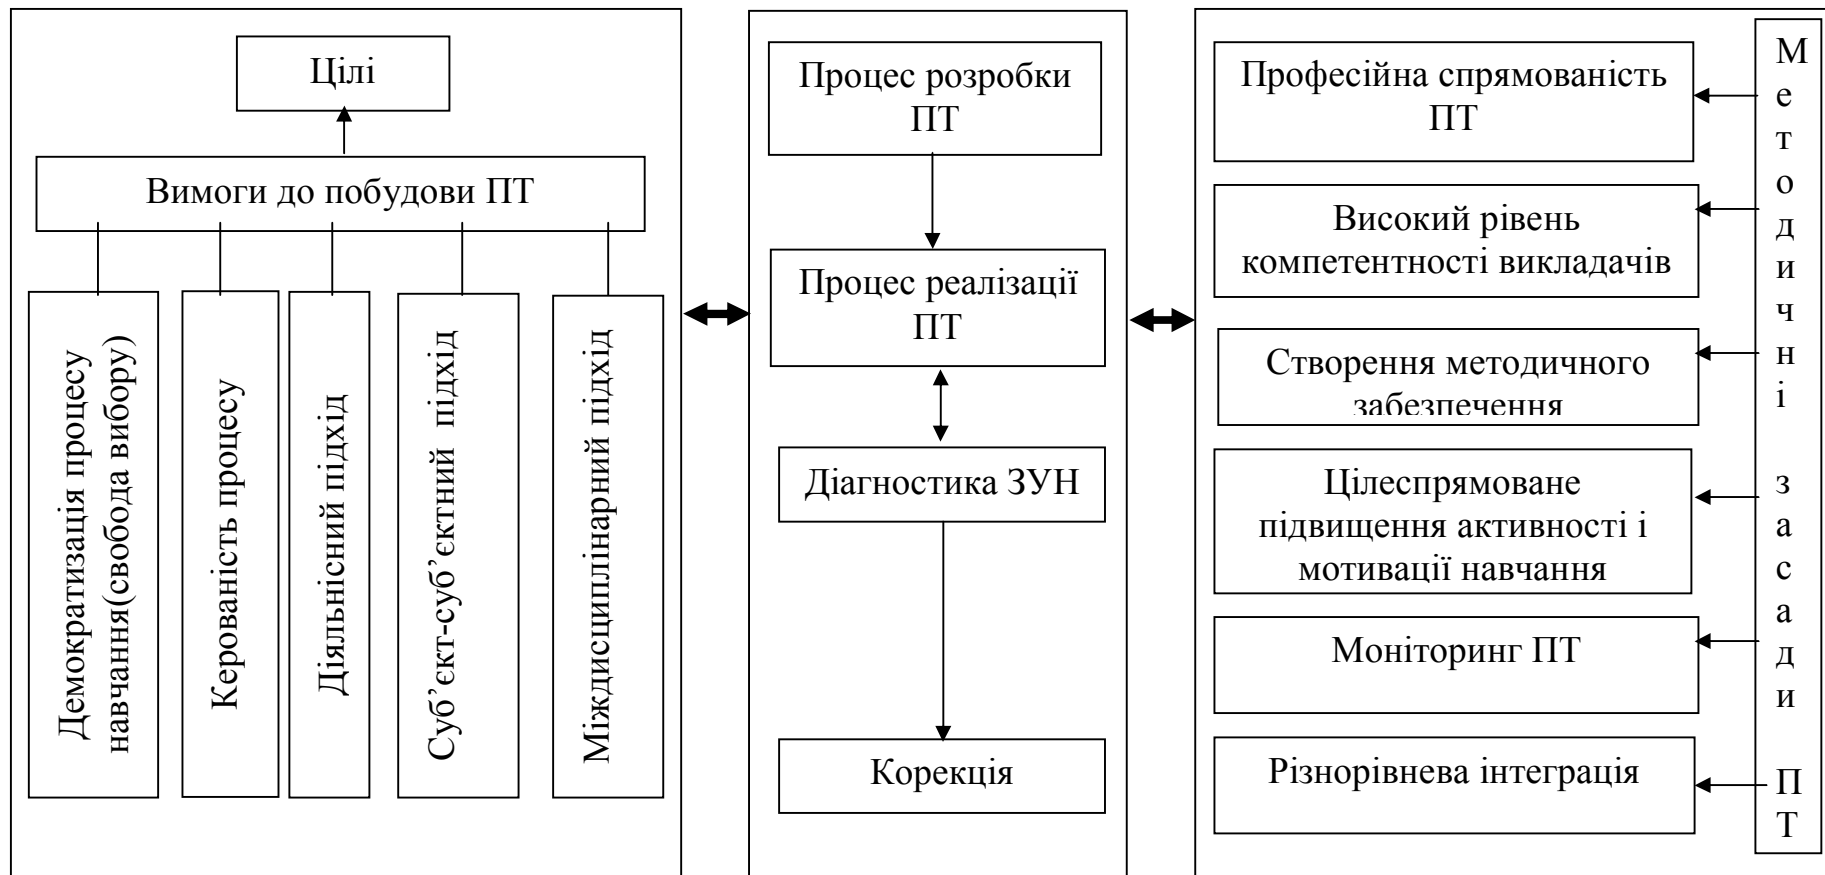 Цілі
Вимоги до побудови ПТ
Демократизація процесу
навчання(свобода вибору)
Керованість процесу
Діяльнісний підхід
Суб’єкт-суб’єктний підхід
Міждисциплінарний підхід
Процес розробки
ПТ
Процес реалізації
ПТ
Діагностика ЗУН
Корекція
Професійна спрямованість
ПТ
Високий рівень
компетентності викладачів
Створення методичного
забезпечення
Цілеспрямоване
підвищення активності і
мотивації навчання
Моніторинг ПТ
Різнорівнева інтеграція
Методичні засади ПТ